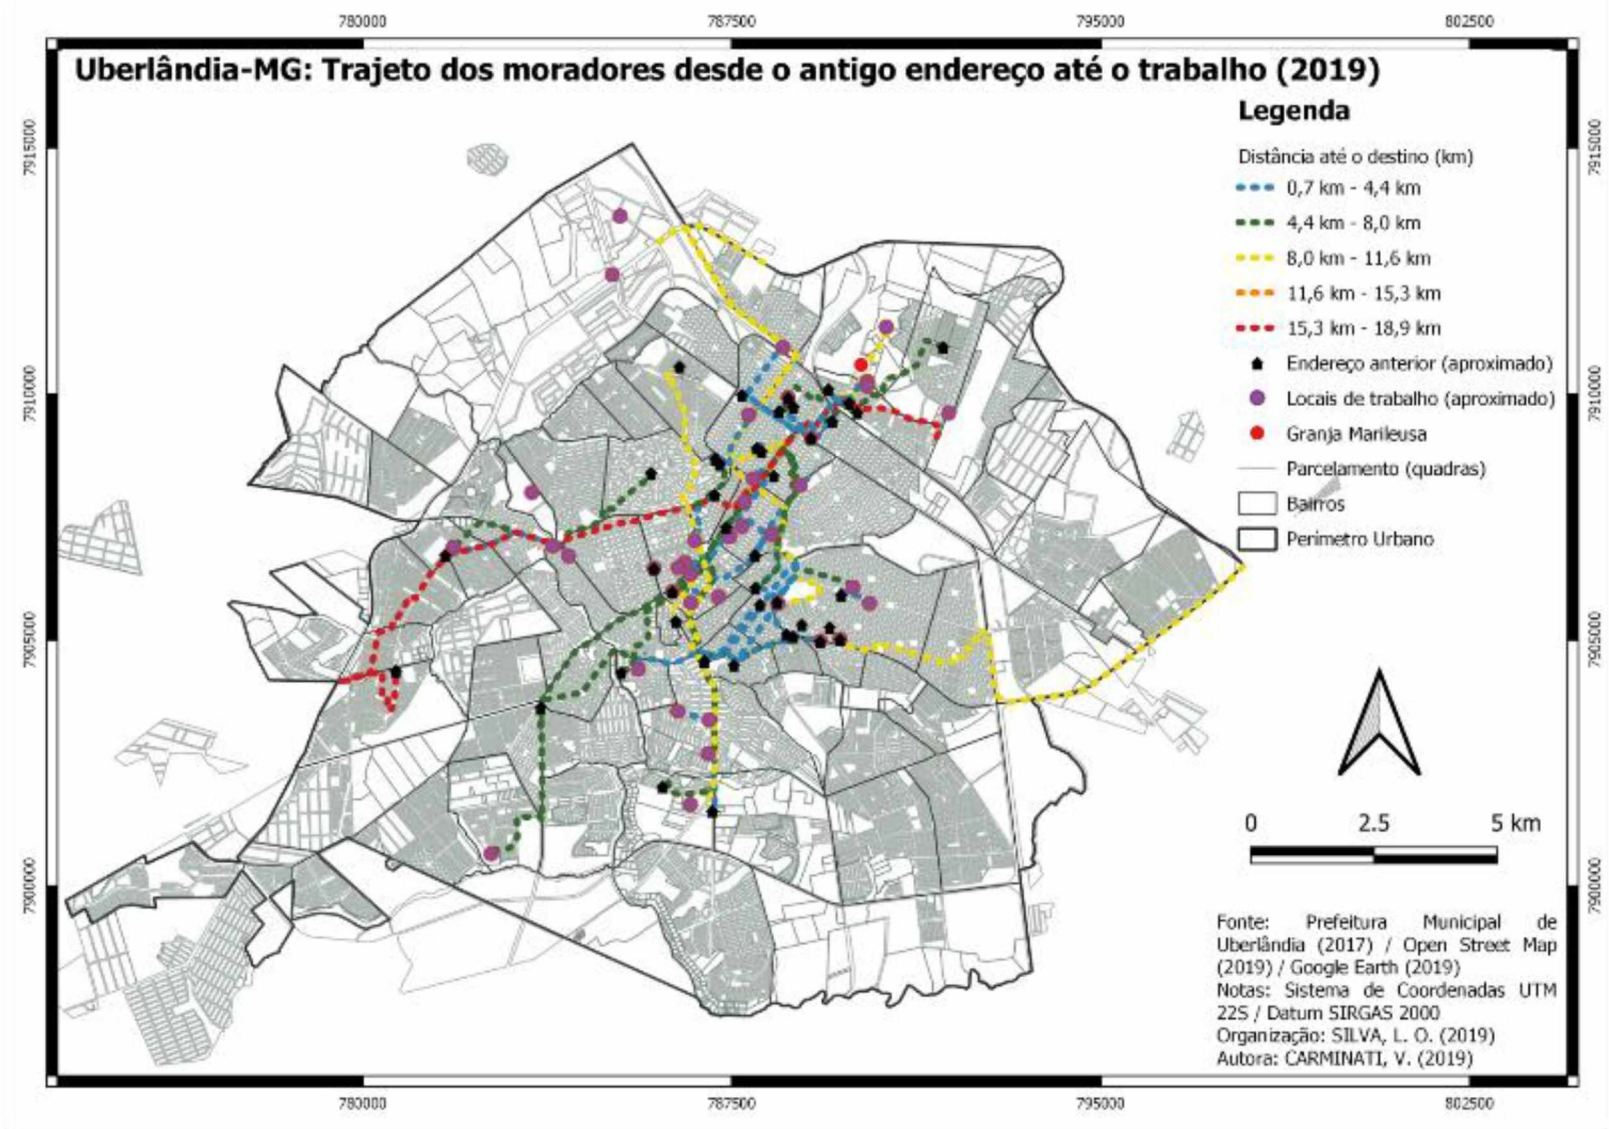 780000 787500 795000 802500
Uberlândia-MG: Trajeto dos moradores desde o antigo endereço até o trabalho (2019)
Legenda
Distância até o destino (km)
0,7 km - 4,4 km
4,4 km - 8,0 km
8,0 km - 11,6 km
11,6 km - 15,3 km
15,3 km - 18,9 km
Endereço anterior (aproximado)
Locais de trabalho (aproximado)
Granja Marileusa
Parcelamento (quadras)
Bairros
Perímetro Urbano
7915000 7915000
7910000 7910000
7905000 7905000
7900000 7900000
0 2.5 5 km
Fonte: Prefeitura Municipal de
Uberlândia (2017) / Open Street Map
(2019) / Google Earth (2019)
Notas: Sistema de Coordenadas UTM
22S / Datum SIRGAS 2000
Organização: SILVA, L. O. (2019)
Autora: CARMINATI, V. (2019)
780000 787500 795000 802500